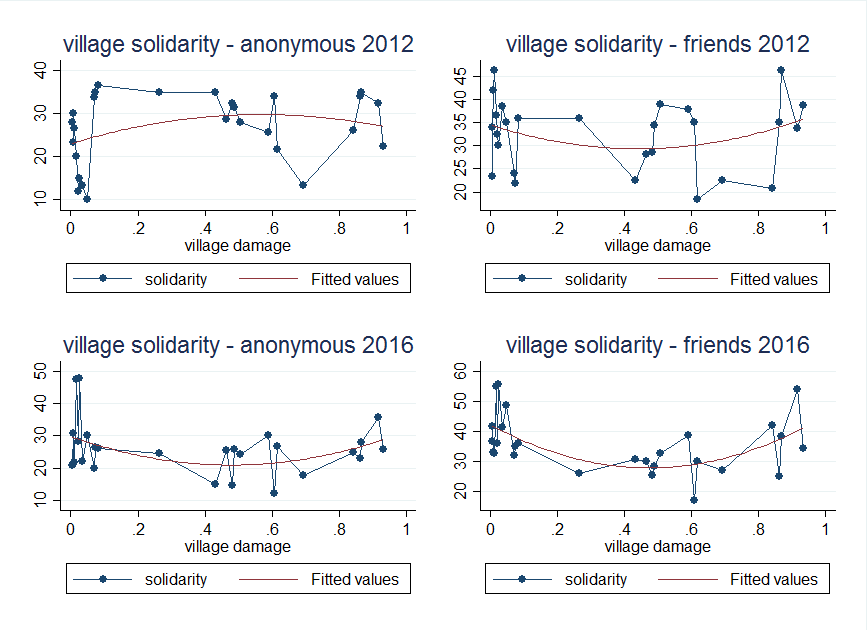 village solidarity - anonymous 2012
40
30
20
10
0 .2 .4 .6 .8 1
village damage
solidarity Fitted values
village solidarity - friends 2012
45
40
35
30
25
20
0 .2 .4 .6 .8 1
village damage
solidarity Fitted values
village solidarity - anonymous 2016
50
40
30
20
10
0 .2 .4 .6 .8 1
village damage
solidarity Fitted values
village solidarity - friends 2016
60
50
40
30
20
0 .2 .4 .6 .8 1
village damage
solidarity Fitted values